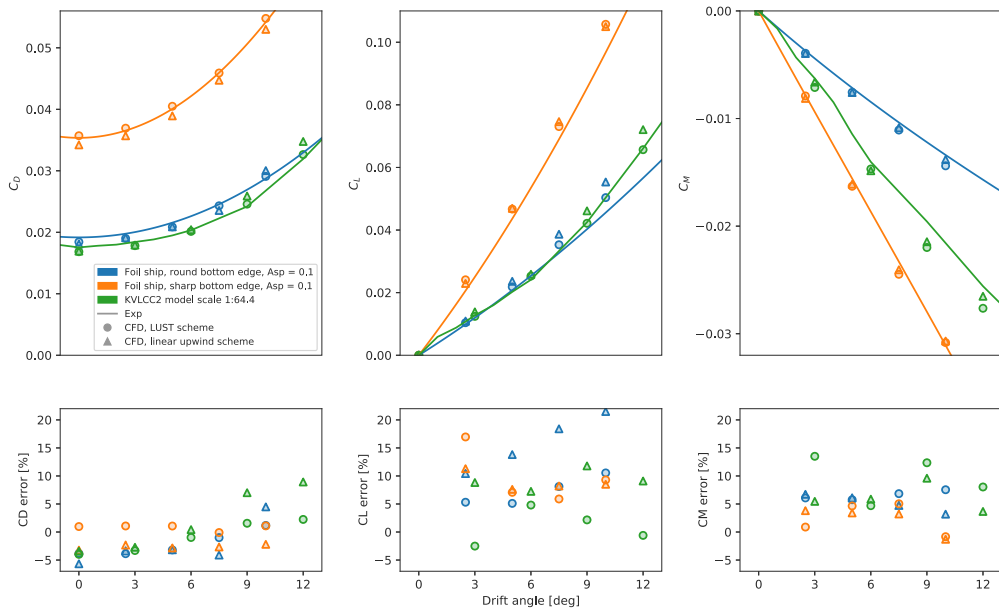 0.05
0.04
0.03
0.02
0.01
0.00
C_D
Foil ship, round bottom edge, Asp = 0,1
Foil ship, sharp bottom edge, Asp = 0,1
KVLCC2 model scale 1:64.4
Exp
CFD, LUST scheme
CFD, linear upwind scheme
0.10
0.08
0.06
0.04
0.02
0.00
C_L
0.00
−0.01
−0.02
−0.03
C_M
20
15
10
5
0
−5
CD error [%]
0 3 6 9 12
20
15
10
5
0
−5
CL error [%]
0 3 6 9 12
Drift angle [deg]
20
15
10
5
0
−5
CM error [%]
0 3 6 9 12